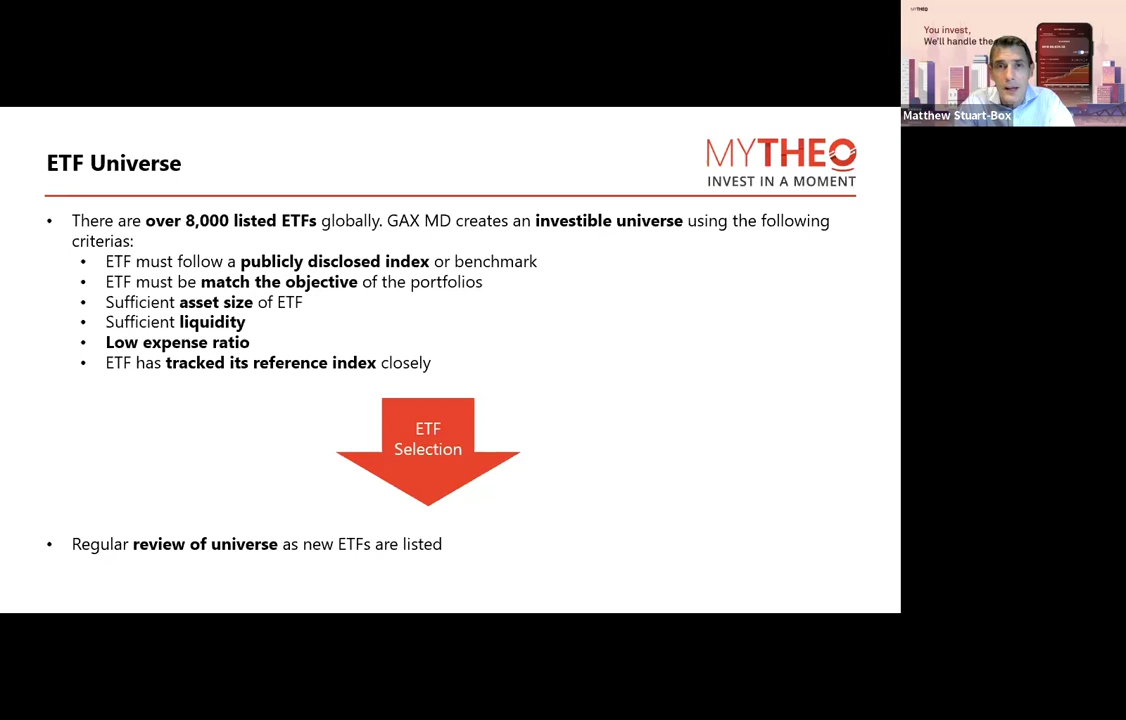 MYTHEO
You invest,
We'll handle the
Matthew Stuart-Box
ETF Universe
MYTHEO
INVEST IN A MOMENT
• There are over 8,000 listed ETFs globally. GAX MD creates an investible universe using the following
criterias:
• ETF must follow a publicly disclosed index or benchmark
• ETF must be match the objective of the portfolios
• Sufficient asset size of ETF
• Sufficient liquidity
• Low expense ratio
• ETF has tracked its reference index closely
ETF
Selection
• Regular review of universe as new ETFs are listed